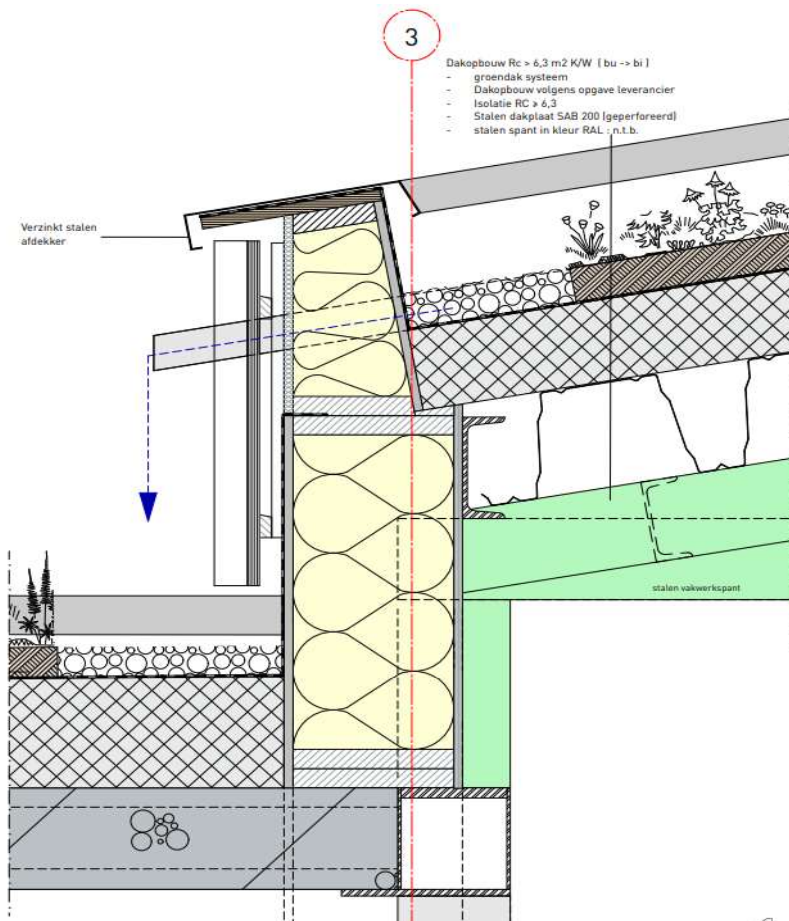 3
Dakopbouw Rc > 6,3 m2 K/W ( bu -> bi )
- groendak systeem
- Dakopbouw volgens opgave leverancier
- Isolatie RC ≥ 6,3
- Stalen dakplaat SAB 200 (geperforeerd)
- stalen spant in kleur RAL : n.t.b.
Verzinkt stalen
afdekker
stalen vakwerkspant